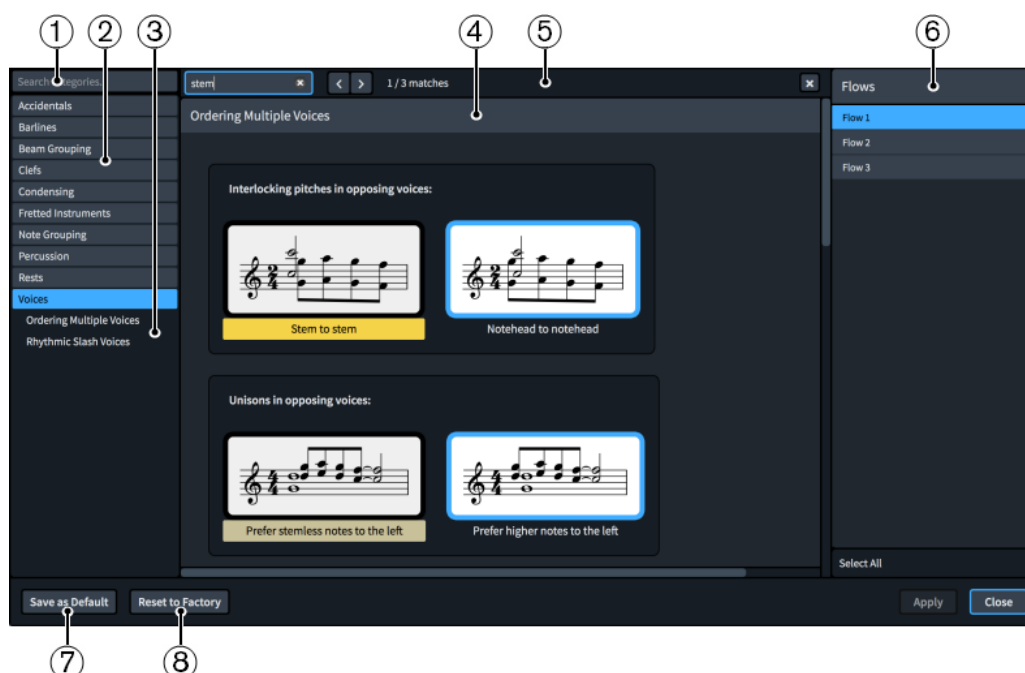 ① ② ③ ④ ⑤ ⑥
Search categories...
stem
1 / 3 matches
Flows
Accidentals
Barlines
Beam Grouping
Clefs
Condensing
Fretted Instruments
Note Grouping
Percussion
Rests
Voices
Ordering Multiple Voices
Rhythmic Slash Voices
Ordering Multiple Voices
Interlocking pitches in opposing voices:
Stem to stem
Notehead to notehead
Unisons in opposing voices:
Prefer stemless notes to the left
Prefer higher notes to the left
Flow 1
Flow 2
Flow 3
Select All
Save as Default
Reset to Factory
Apply
Close
⑦ ⑧